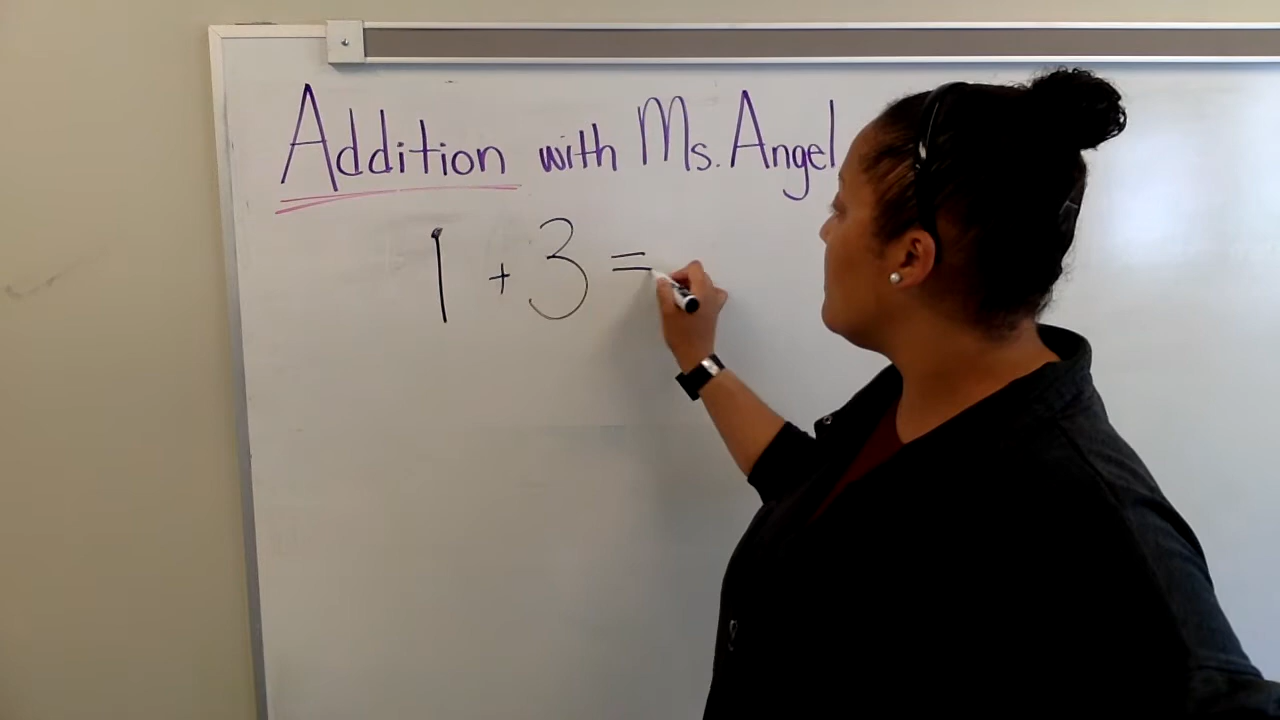 Addition with Ms. Angel
1 + 3 =